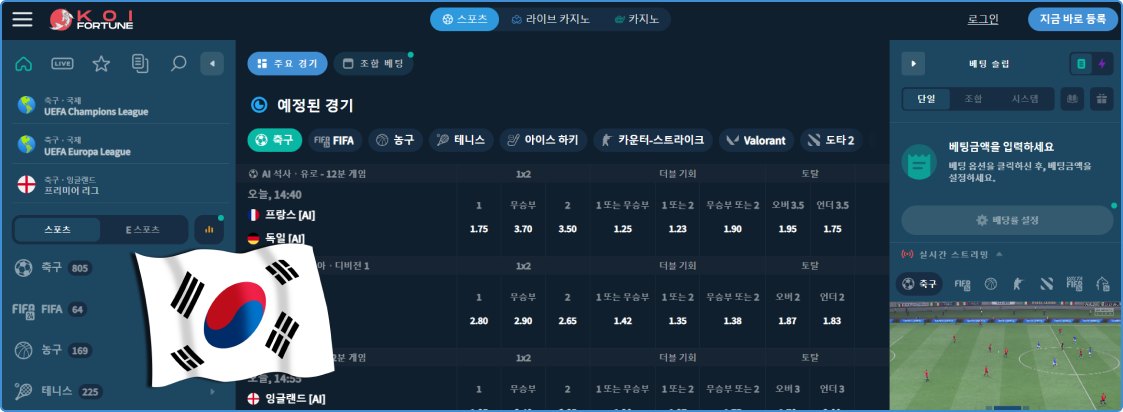 KOI
FORTUNE
스포츠
라이브 카지노
카지노
로그인
지금 바로 등록
LIVE
축구 · 국제
UEFA Champions League
축구 · 국제
UEFA Europa League
축구 · 잉글랜드
프리미어 리그
스포츠
E 스포츠
축구 805
FIFA 64
농구 169
테니스 225
주요 경기
조합 베팅
예정된 경기
축구
FIFA FIFA
농구
테니스
아이스 하키
카운터-스트라이크
Valorant
도타 2
AI 석사 · 유로 - 12분 게임 1x2 더블 기회 토탈
오늘, 14:40
프랑스 [AI]
독일 [AI]
1 무승부 2 1 또는 무승부 1 또는 2 무승부 또는 2 오버 3.5 언더 3.5
1.75 3.70 3.50 1.25 1.23 1.90 1.95 1.75
아 · 디비전 1 1x2 더블 기회 토탈
1 무승부 2 1 또는 무승부 1 또는 2 무승부 또는 2 오버 2 언더 2
2.80 2.90 2.65 1.42 1.35 1.38 1.87 1.83
2분 게임 1x2 더블 기회 토탈
오늘, 14:55
잉글랜드 [AI]
1 무승부 2 1 또는 무승부 1 또는 2 무승부 또는 2 오버 3 언더 3
베팅 슬립
단일
조합
시스템
베팅금액을 입력하세요
베팅 옵션을 클릭하신 후, 베팅금액을
설정하세요.
배당률 설정
실시간 스트리밍
축구
FIFA